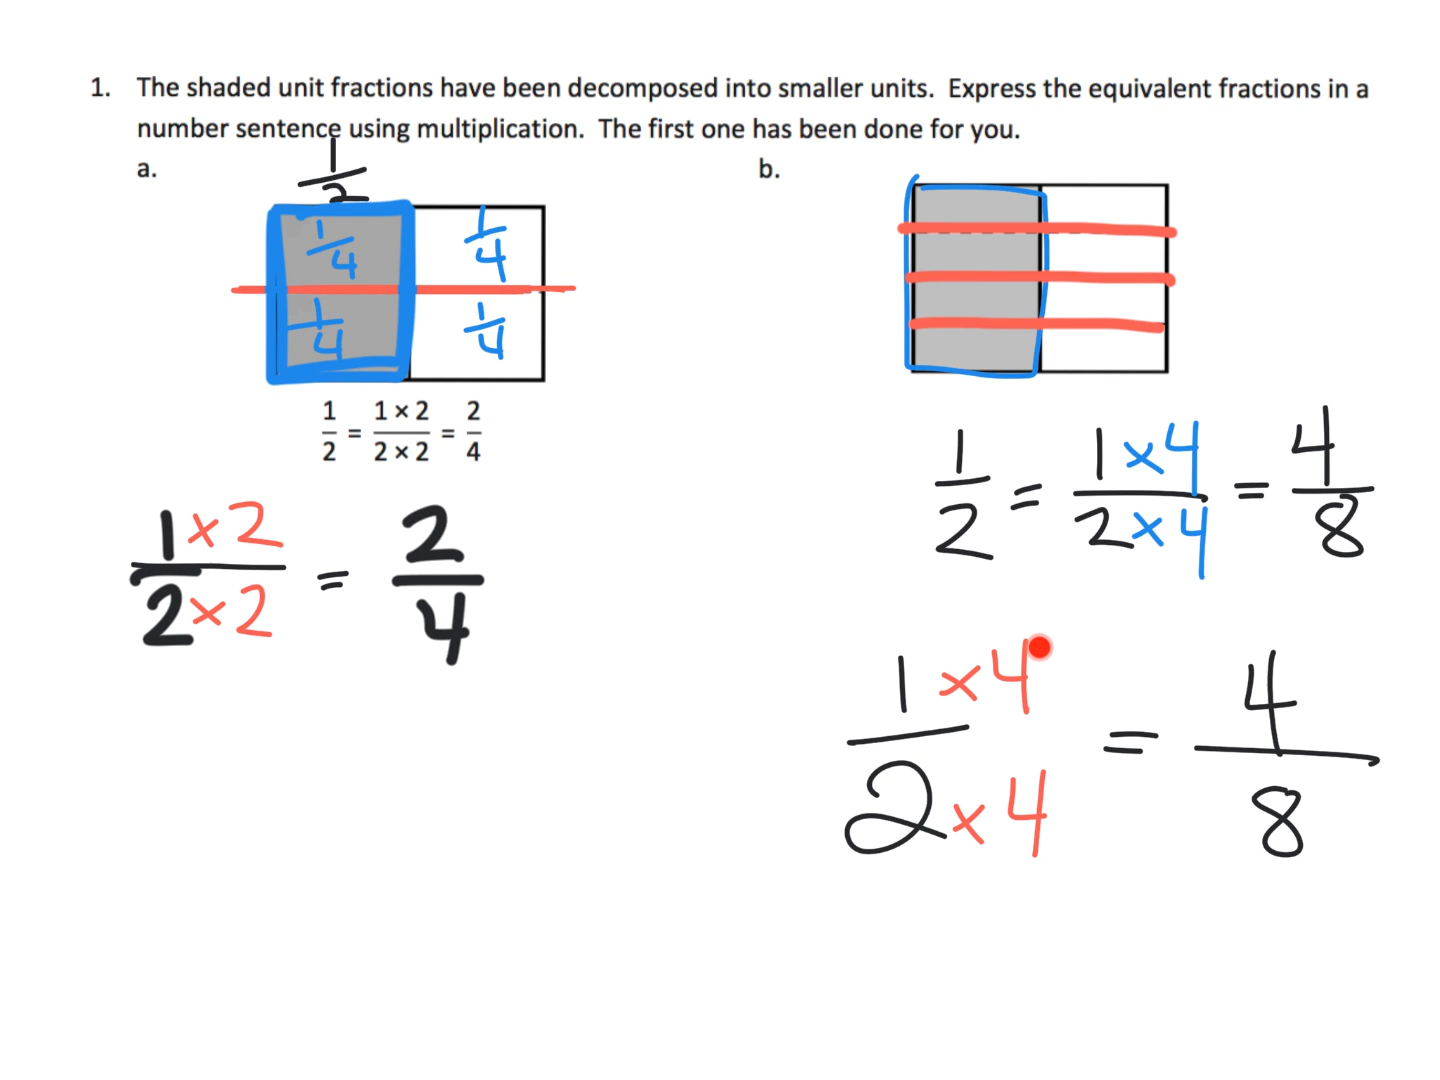 1. The shaded unit fractions have been decomposed into smaller units. Express the equivalent fractions in a
number sentence using multiplication. The first one has been done for you.
a. b.
1/2
1/4 1/4
1/4 1/4
1/2 = (1 × 2)/(2 × 2) = 2/4
1/2 = (1 × 4)/(2 × 4) = 4/8
(1 × 2)/(2 × 2) = 2/4
(1 × 4)/(2 × 4) = 4/8